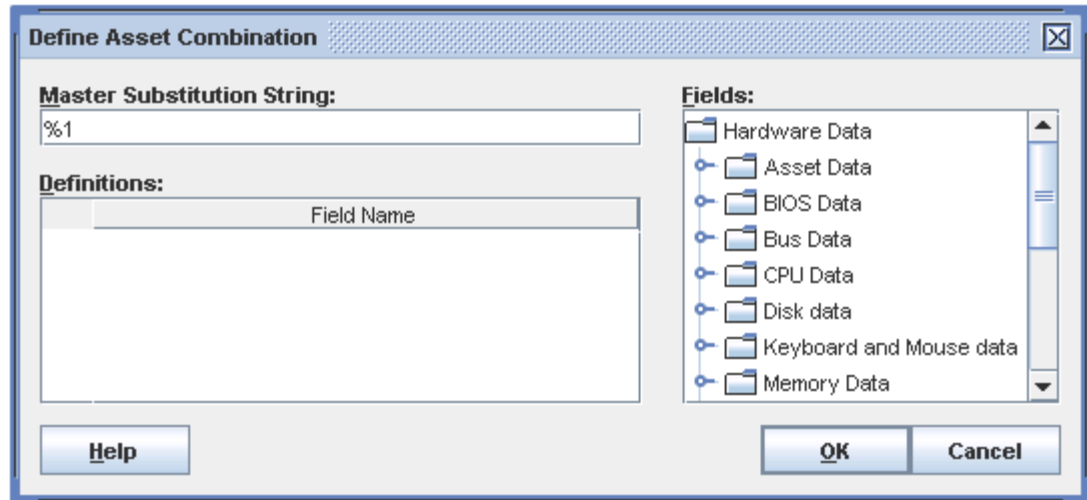 Define Asset Combination
Master Substitution String:
%1
Definitions:
Field Name
Fields:
Hardware Data
Asset Data
BIOS Data
Bus Data
CPU Data
Disk data
Keyboard and Mouse data
Memory Data
Help
OK
Cancel